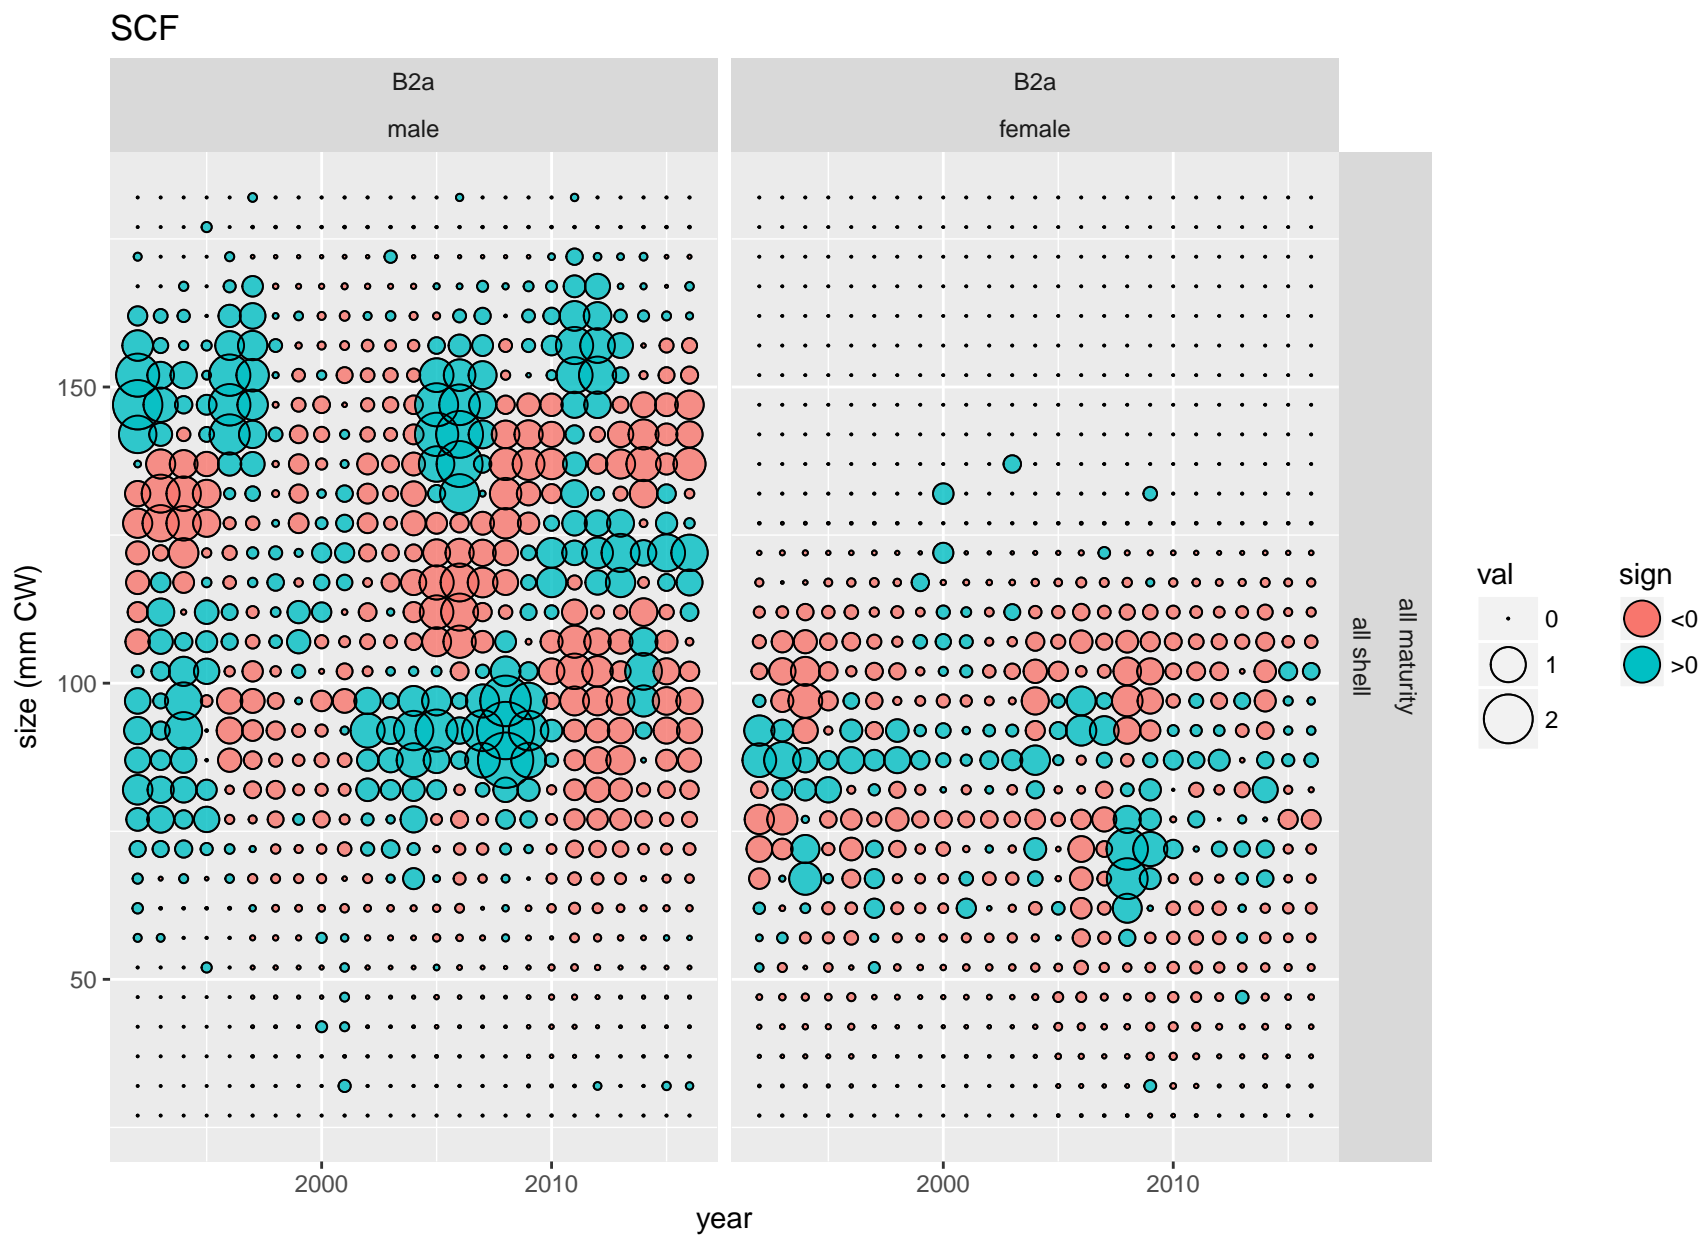 SCF
B2a
male
B2a
female
150
100
50
size (mm CW)
2000
2010
2000
2010
year
all maturity
all shell
val
0
1
2
sign
<0
>0